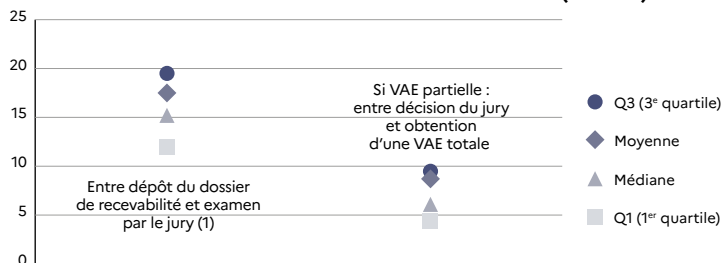 25
20
15
10
5
0
Entre dépôt du dossier
de recevabilité et examen
par le jury (1)
Si VAE partielle :
entre décision du jury
et obtention
d'une VAE totale
Q3 (3e quartile)
Moyenne
Médiane
Q1 (1er quartile)